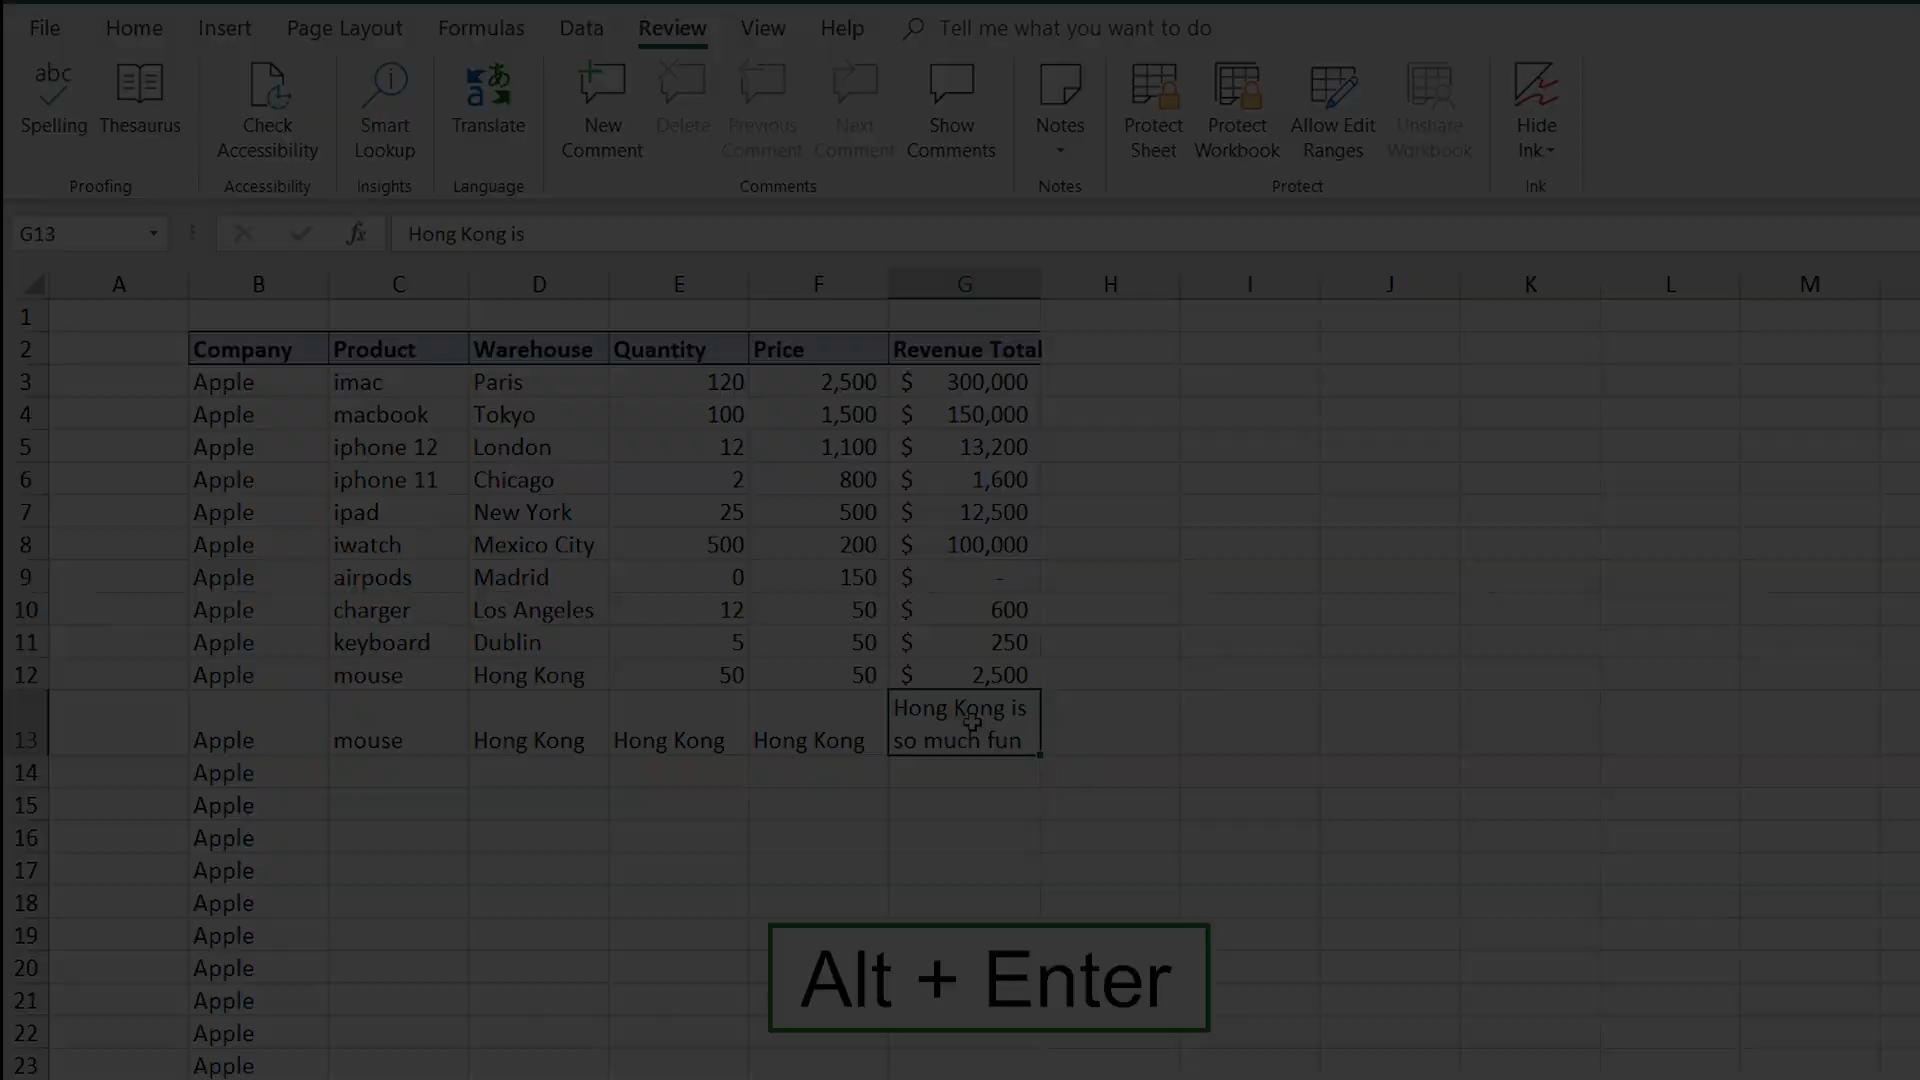 File Home Insert Page Layout Formulas Data Review View Help Tell me what you want to do
abc
Spelling Thesaurus Check Accessibility Smart Lookup Translate New Comment Delete Previous Comment Next Comment Show Comments Notes Protect Sheet Protect Workbook Allow Edit Ranges Unshare Workbook Hide Ink
Proofing Accessibility Insights Language Comments Notes Protect Ink
G13 fx Hong Kong is
A B C D E F G H I J K L M
1
2 Company Product Warehouse Quantity Price Revenue Total
3 Apple imac Paris 120 2,500 $ 300,000
4 Apple macbook Tokyo 100 1,500 $ 150,000
5 Apple iphone 12 London 12 1,100 $ 13,200
6 Apple iphone 11 Chicago 2 800 $ 1,600
7 Apple ipad New York 25 500 $ 12,500
8 Apple iwatch Mexico City 500 200 $ 100,000
9 Apple airpods Madrid 0 150 $ -
10 Apple charger Los Angeles 12 50 $ 600
11 Apple keyboard Dublin 5 50 $ 250
12 Apple mouse Hong Kong 50 50 $ 2,500
Hong Kong is
13 Apple mouse Hong Kong Hong Kong Hong Kong so much fun
14 Apple
15 Apple
16 Apple
17 Apple
18 Apple
19 Apple
20 Apple
21 Apple
22 Apple
23 Apple
Alt + Enter